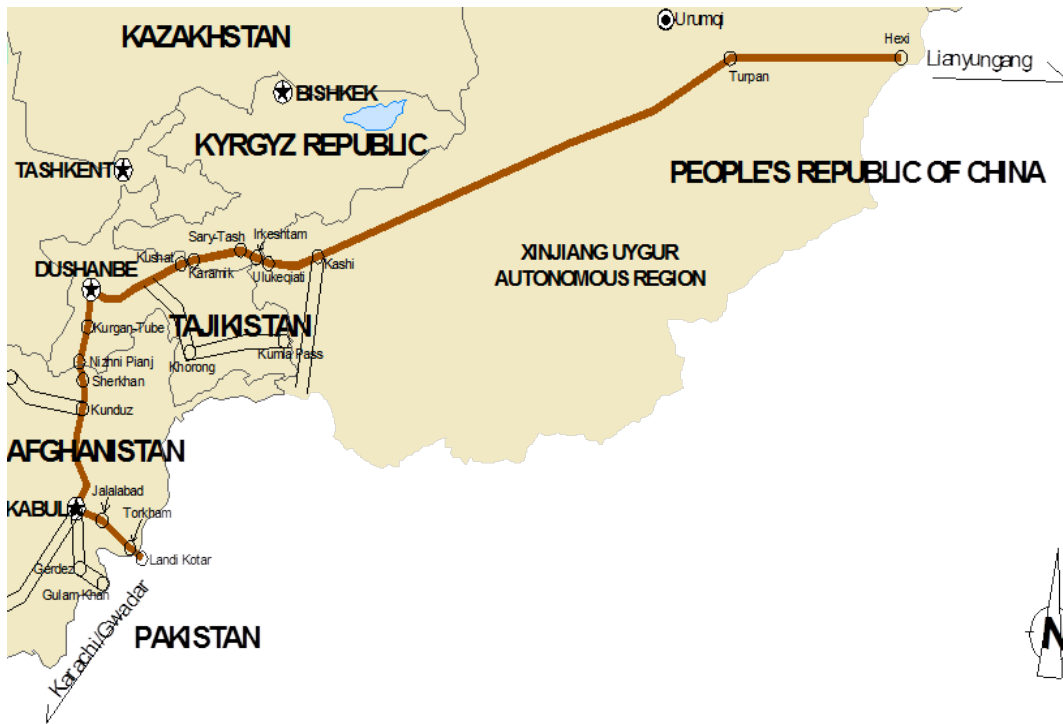 KAZAKHSTAN
Urumqi
Hexi
Lianyungang
Turpan
BISHKEK
KYRGYZ REPUBLIC
TASHKENT
PEOPLE'S REPUBLIC OF CHINA
Sary-Tash
Irkeshtam
Kushat
Karamik
Ulukeqiati
Kashi
XINJIANG UYGUR
AUTONOMOUS REGION
DUSHANBE
Kurgan-Tube
TAJIKISTAN
Khorong
Kurna Pass
Nizhni Pianj
Sherkhan
Kunduz
AFGHANISTAN
Jalalabad
KABUL
Torkham
Landi Kotar
Gerdez
Gulam Khan
Karachi/Gwadar
PAKISTAN
N